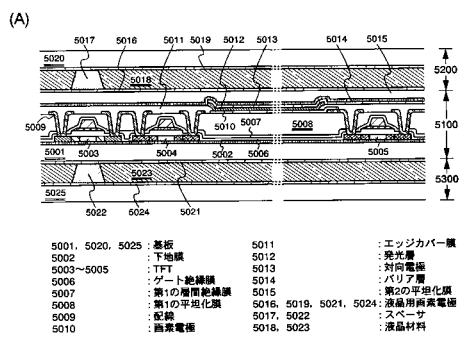 (A)
5017 5016 5011 5019 5012 5013 5014 5015
5020
5018
5200
5009
5010 5007
5008
5100
5001
5003
5004
5002
5006
5005
5023
5300
5025
5022 5024 5021
5001, 5020, 5025 : 基板
5002 : 下地膜
5003~5005 : TFT
5006 : ゲート絶縁膜
5007 : 第1の層間絶縁膜
5008 : 第1の平坦化膜
5009 : 配線
5010 : 画素電極
5011 : エッジカバー膜
5012 : 発光層
5013 : 対向電極
5014 : バリア層
5015 : 第2の平坦化膜
5016, 5019, 5021, 5024 : 液晶用画素電極
5017, 5022 : スペーサ
5018, 5023 : 液晶材料